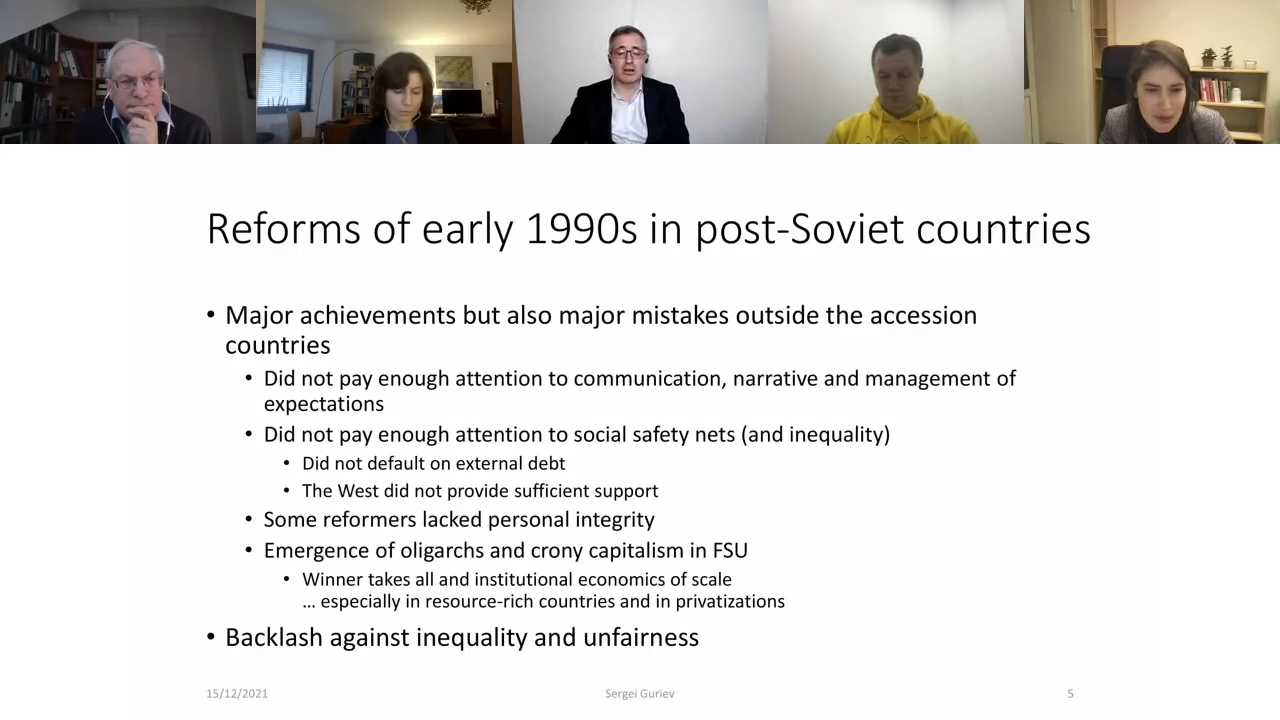 Reforms of early 1990s in post-Soviet countries
• Major achievements but also major mistakes outside the accession
countries
• Did not pay enough attention to communication, narrative and management of
expectations
• Did not pay enough attention to social safety nets (and inequality)
• Did not default on external debt
• The West did not provide sufficient support
• Some reformers lacked personal integrity
• Emergence of oligarchs and crony capitalism in FSU
• Winner takes all and institutional economics of scale
… especially in resource-rich countries and in privatizations
• Backlash against inequality and unfairness
15/12/2021
Sergei Guriev
5